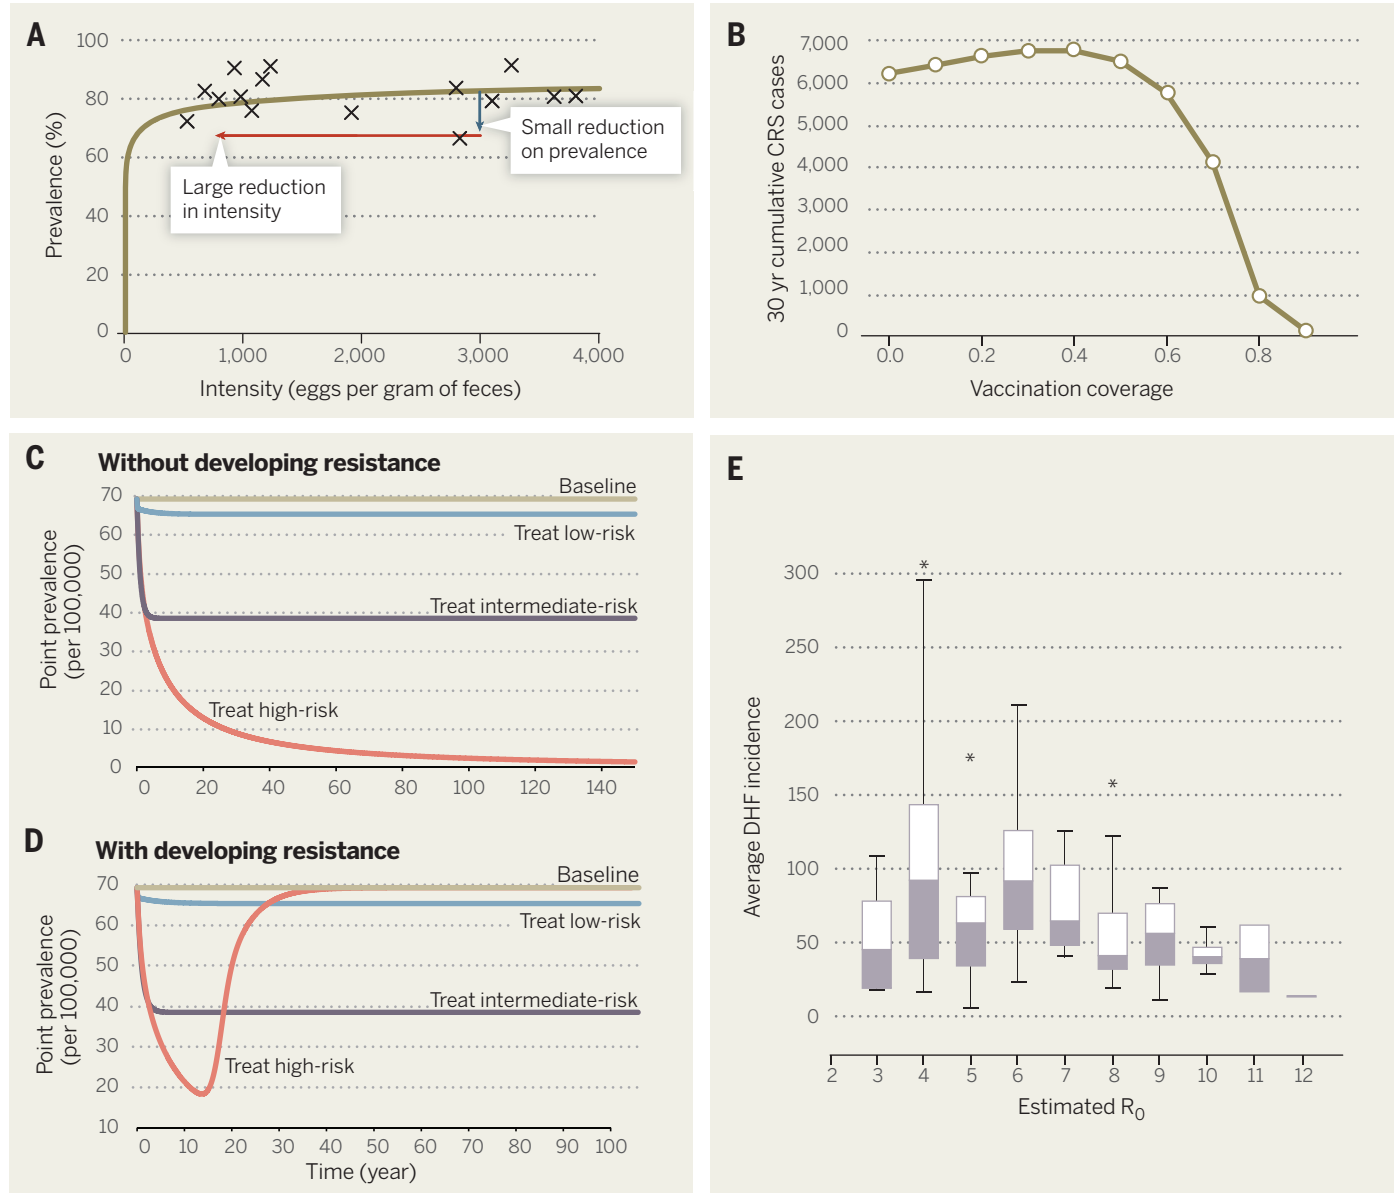 A
100
80
60
40
20
0
Prevalence (%)
Small reduction
on prevalence
Large reduction
in intensity
0 1,000 2,000 3,000 4,000
Intensity (eggs per gram of feces)
B
7,000
6,000
5,000
4,000
3,000
2,000
1,000
0
30 yr cumulative CRS cases
0.0 0.2 0.4 0.6 0.8
Vaccination coverage
C
Without developing resistance
70
60
50
40
30
20
10
0
Point prevalence
(per 100,000)
Baseline
Treat low-risk
Treat intermediate-risk
Treat high-risk
0 20 40 60 80 100 120 140
D
With developing resistance
70
60
50
40
30
20
10
Point prevalence
(per 100,000)
Baseline
Treat low-risk
Treat intermediate-risk
Treat high-risk
0 10 20 30 40 50 60 70 80 90 100
Time (year)
E
300
250
200
150
100
50
0
Average DHF incidence
*
*
*
2 3 4 5 6 7 8 9 10 11 12
Estimated R0